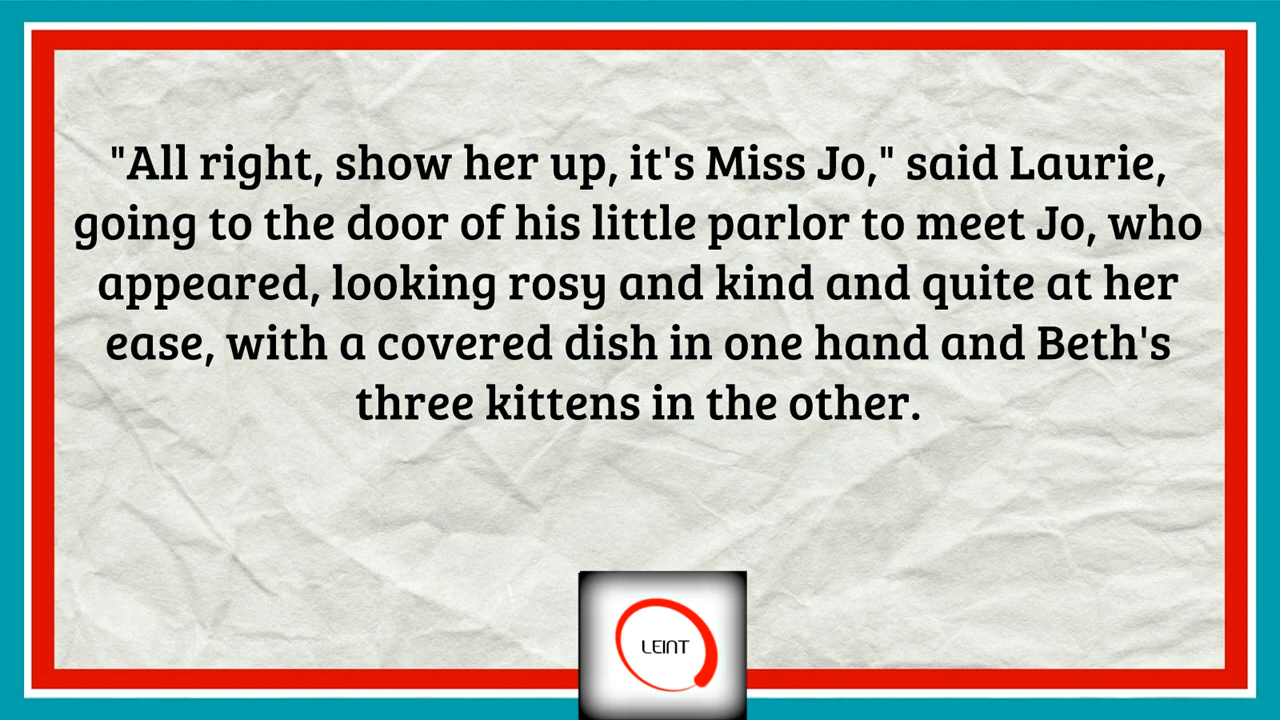 "All right, show her up, it's Miss Jo," said Laurie,
going to the door of his little parlor to meet Jo, who
appeared, looking rosy and kind and quite at her
ease, with a covered dish in one hand and Beth's
three kittens in the other.
LEINT